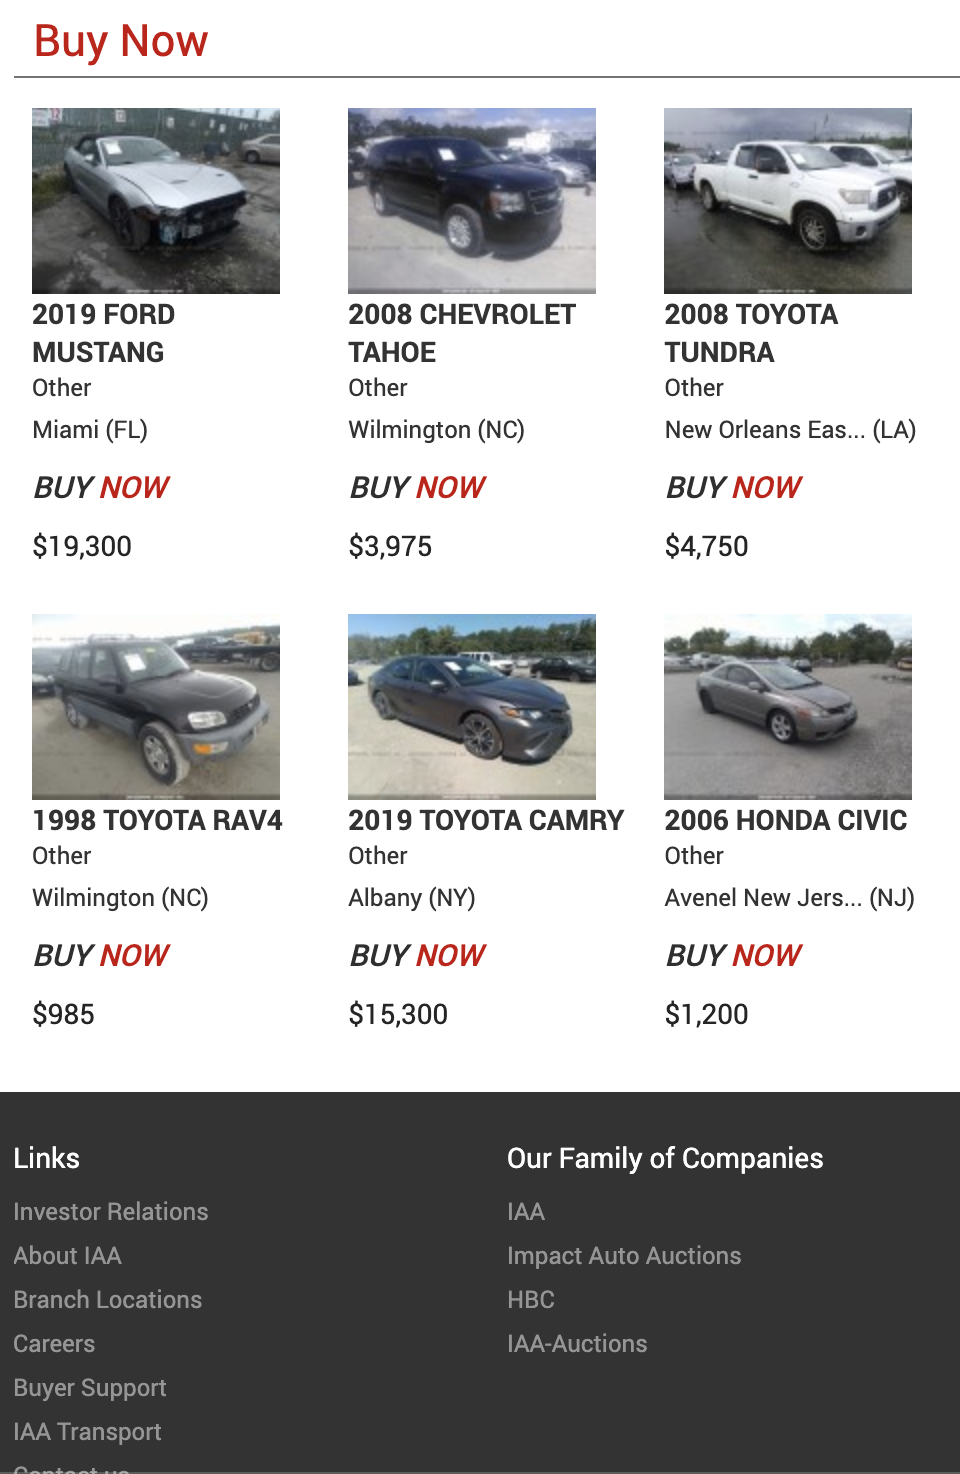 Buy Now
2019 FORD
MUSTANG
Other
Miami (FL)
BUY NOW
$19,300
2008 CHEVROLET
TAHOE
Other
Wilmington (NC)
BUY NOW
$3,975
2008 TOYOTA
TUNDRA
Other
New Orleans Eas... (LA)
BUY NOW
$4,750
1998 TOYOTA RAV4
Other
Wilmington (NC)
BUY NOW
$985
2019 TOYOTA CAMRY
Other
Albany (NY)
BUY NOW
$15,300
2006 HONDA CIVIC
Other
Avenel New Jers... (NJ)
BUY NOW
$1,200
Links
Investor Relations
About IAA
Branch Locations
Careers
Buyer Support
IAA Transport
Contact us
Our Family of Companies
IAA
Impact Auto Auctions
HBC
IAA-Auctions